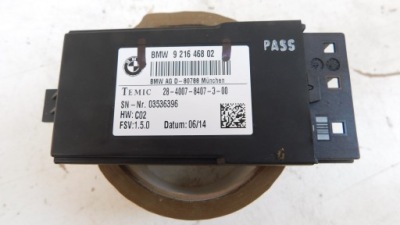 BMW 9 216 468 02
PASS
BMW AG D-80788 München
TEMIC 28-4007-8407-3-00
SN-Nr. 03536396
HW: C02
FSV:1.5.0 Datum: 06/14
6